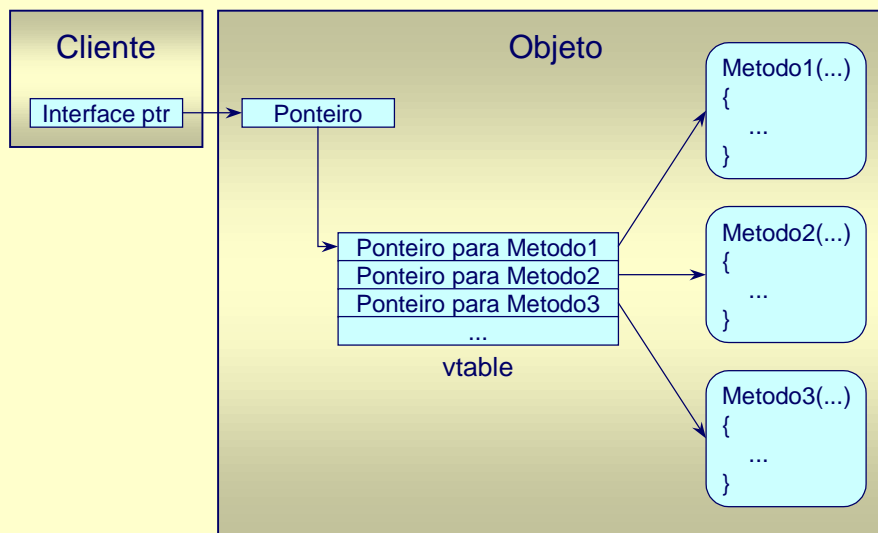 Cliente
Objeto
Interface ptr
Ponteiro
Ponteiro para Metodo1
Ponteiro para Metodo2
Ponteiro para Metodo3
...
vtable
Metodo1(...)
{
...
}
Metodo2(...)
{
...
}
Metodo3(...)
{
...
}